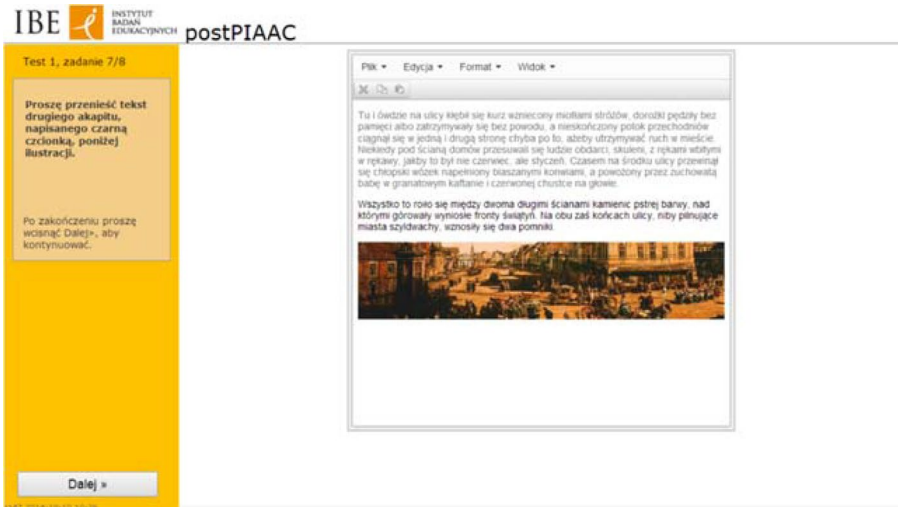 IBE
INSTYTUT
BADAŃ
EDUKACYJNYCH
postPIAAC
Test 1, zadanie 7/8
Proszę przenieść tekst
drugiego akapitu,
napisanego czarną
czcionką, poniżej
ilustracji.
Po zakończeniu proszę
wcisnąć Dalej», aby
kontynuować.
Dalej »
Plik
Edycja
Format
Widok
Tu i ówdzie na ulicy kłębił się kurz wzniecony miotłami stróżów, dorożki pędziły bez
pamięci albo zatrzymywały się bez powodu, a nieskończony potok przechodniów
ciągnął się w jedną i drugą stronę chyba po to, ażeby utrzymywać ruch w mieście.
Niekiedy pod ścianą domów przesuwali się ludzie obdarci, skuleni, z rękami wbitymi
w rękawy, jakby to był nie czerwiec, ale styczeń. Czasem na środku ulicy przewinął
się chłopski wózek napełniony blaszanymi konwiami, a powożony przez zuchowatą
babę w granatowym kaftanie i czerwonej chustce na głowie.
Wszystko to roiło się między dwoma długimi ścianami kamienic pstrej barwy, nad
którymi górowały wyniosłe fronty świątyń. Na obu zaś końcach ulicy, niby pilnujące
miasta szyldwachy, wznosiły się dwa pomniki.